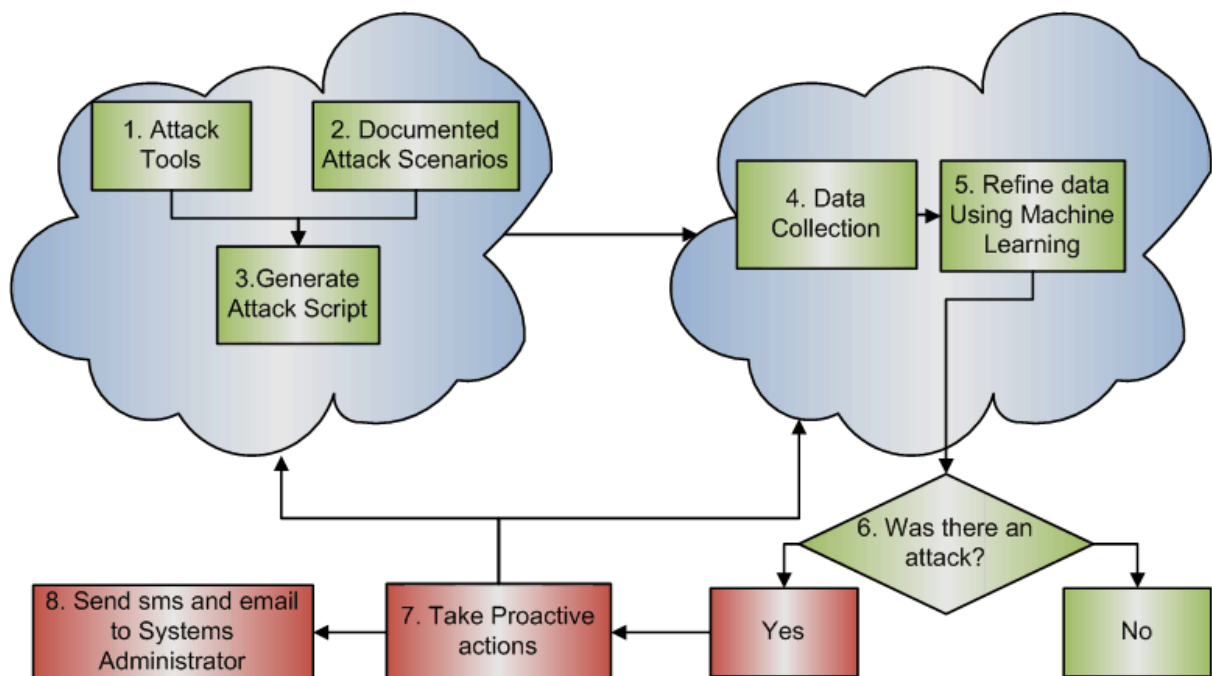 1. Attack
Tools
2. Documented
Attack Scenarios
3.Generate
Attack Script
4. Data
Collection
5. Refine data
Using Machine
Learning
6. Was there an
attack?
Yes
No
7. Take Proactive
actions
8. Send sms and email
to Systems
Administrator